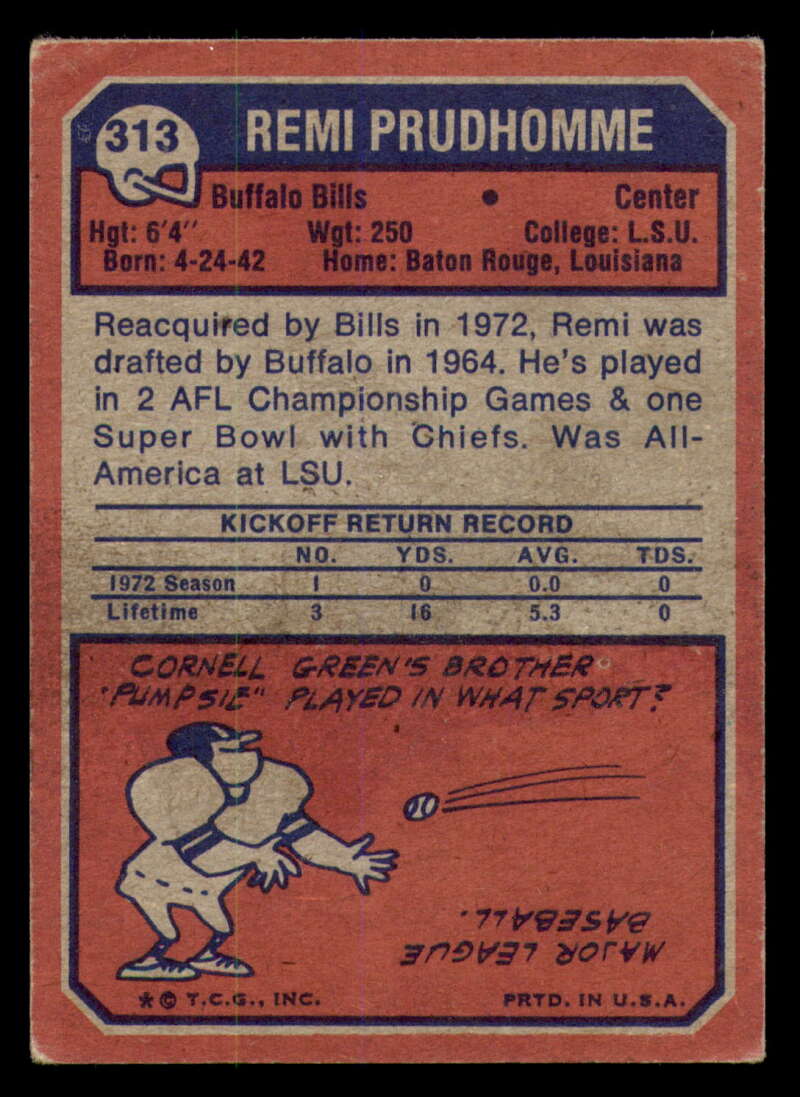 313
REMI PRUDHOMME
Buffalo Bills • Center
Hgt: 6'4" Wgt: 250 College: L.S.U.
Born: 4-24-42 Home: Baton Rouge, Louisiana
Reacquired by Bills in 1972, Remi was
drafted by Buffalo in 1964. He's played
in 2 AFL Championship Games & one
Super Bowl with Chiefs. Was All-
America at LSU.
KICKOFF RETURN RECORD
NO. YDS. AVG. TDS.
1972 Season 1 0 0.0 0
Lifetime 3 16 5.3 0
CORNELL GREEN'S BROTHER
"PUMPSIE" PLAYED IN WHAT SPORT?
MAJOR LEAGUE
BASEBALL.
* © T.C.G., INC. PRTD. IN U.S.A.